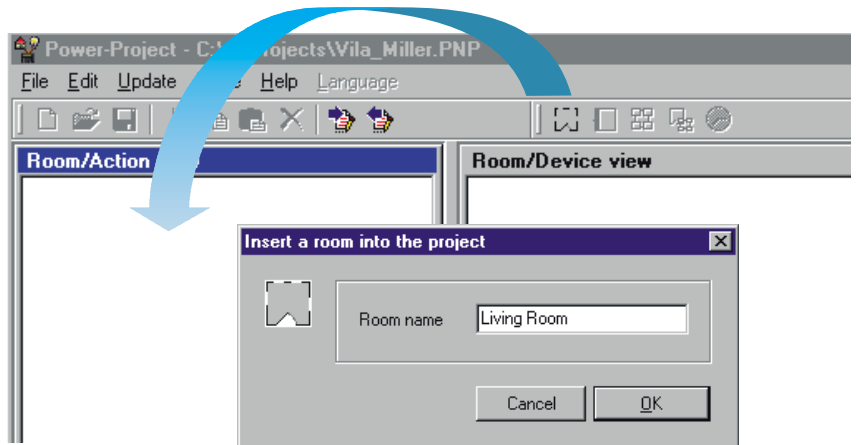 Power-Project - C:\ ojects\Vila_Miller.PNP
File Edit Update Help Language
Room/Action
Room/Device view
Insert a room into the project
Room name Living Room
Cancel OK